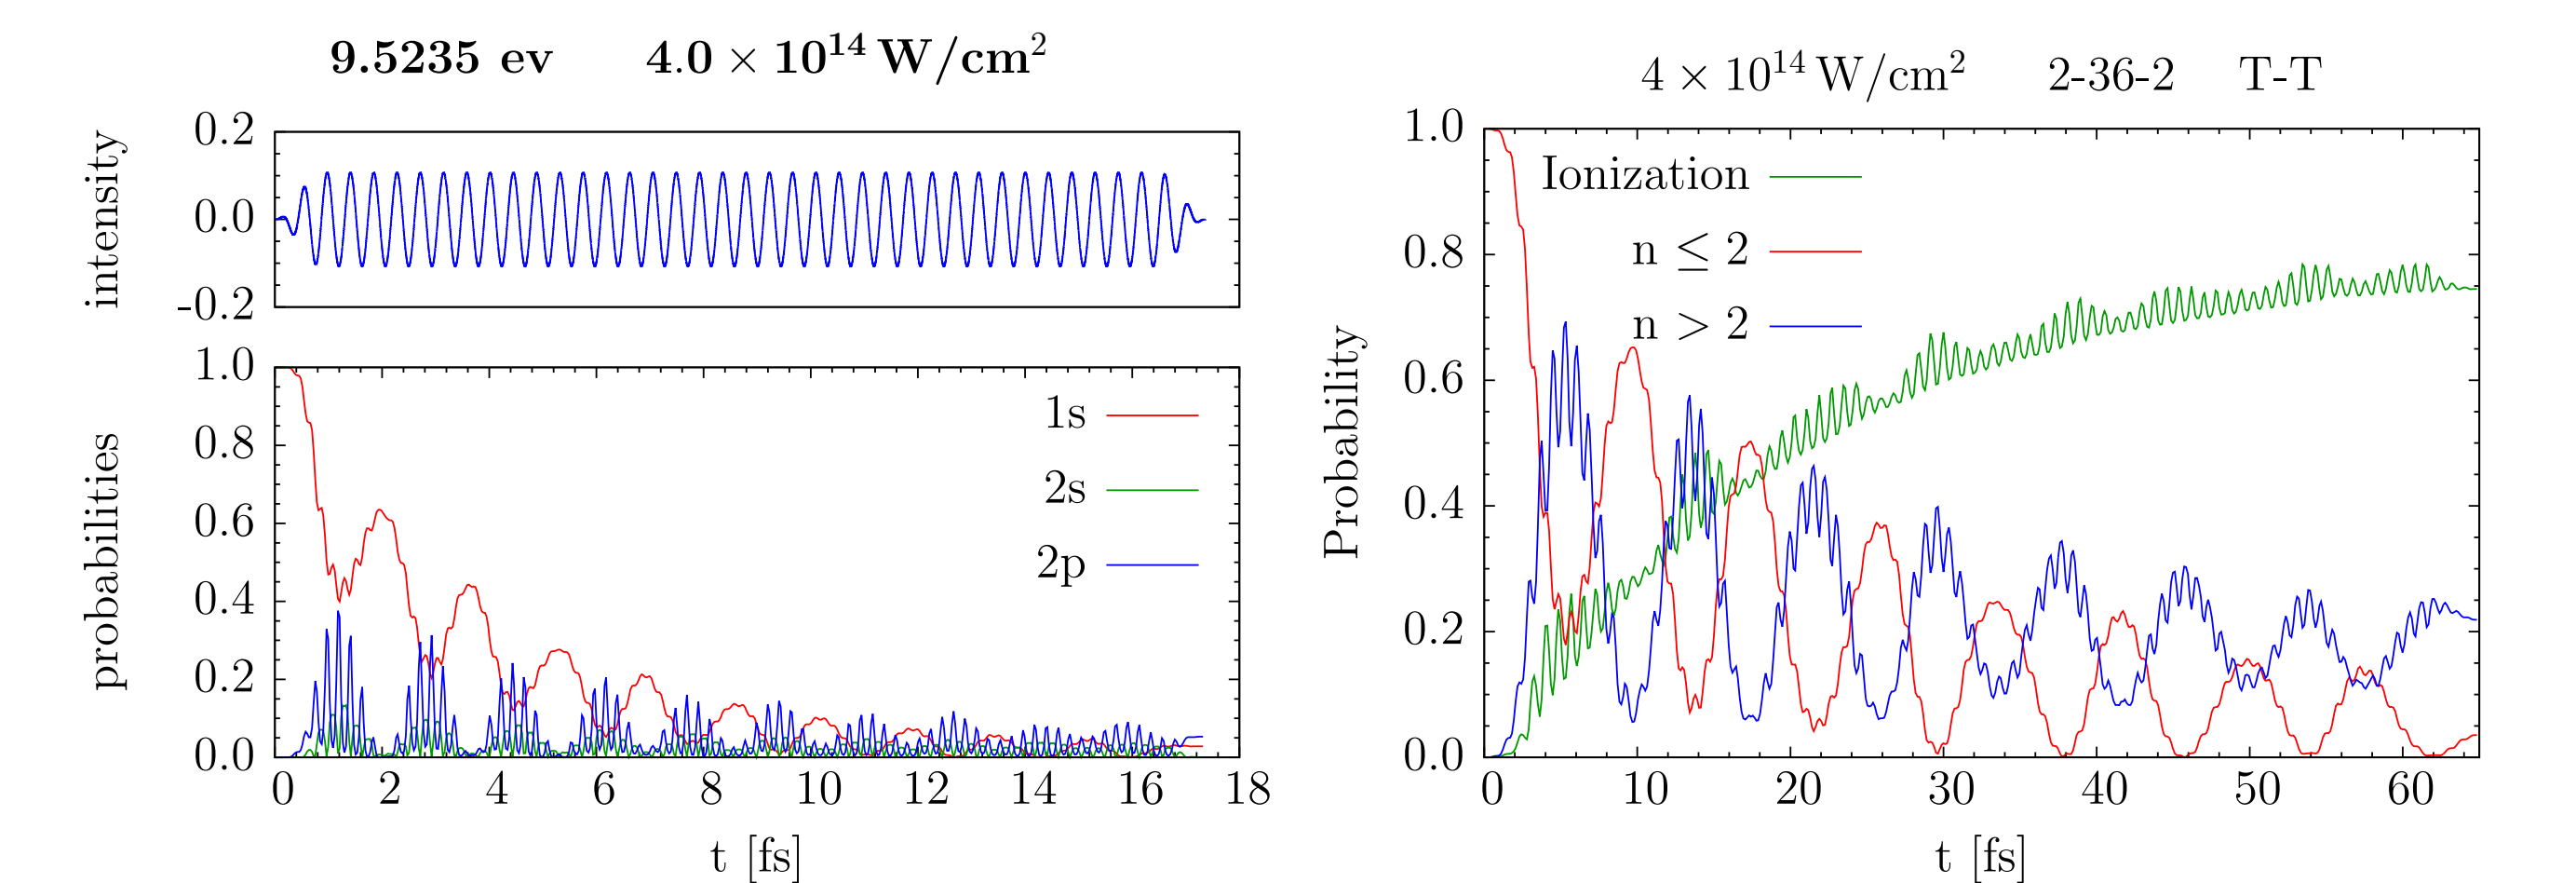 9.5235 ev 4.0 × 10¹⁴ W/cm²
intensity
0.2
0.0
-0.2
probabilities
1.0
0.8
0.6
0.4
0.2
0.0
1s
2s
2p
0 2 4 6 8 10 12 14 16 18
t [fs]
4 × 10¹⁴ W/cm² 2-36-2 T-T
Probability
1.0
0.8
0.6
0.4
0.2
0.0
Ionization
n ≤ 2
n > 2
0 10 20 30 40 50 60
t [fs]